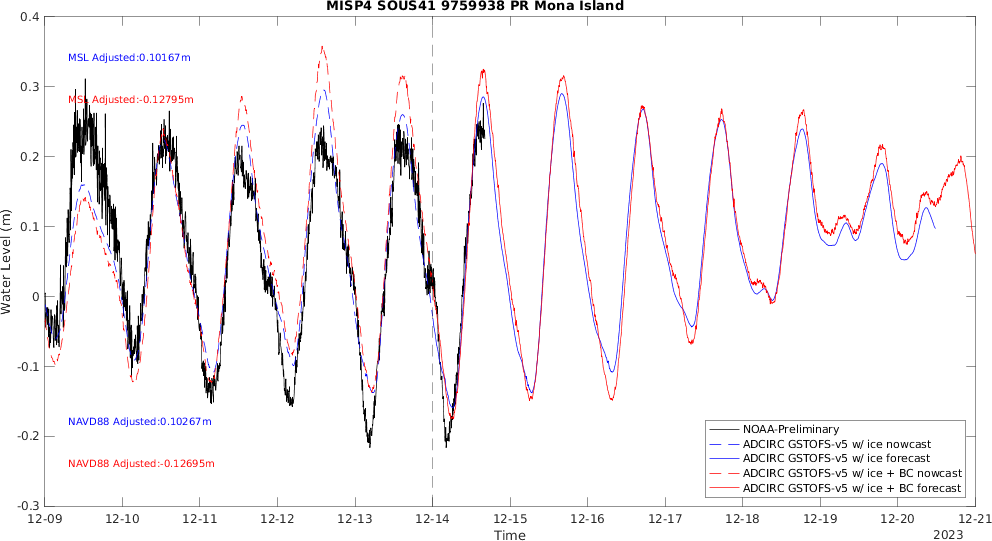 MISP4 SOUS41 9759938 PR Mona Island
0.4
0.3
0.2
0.1
0
-0.1
-0.2
-0.3
Water Level (m)
MSL Adjusted:0.10167m
MSL Adjusted:-0.12795m
NAVD88 Adjusted:0.10267m
NAVD88 Adjusted:-0.12695m
NOAA-Preliminary
ADCIRC GSTOFS-v5 w/ ice nowcast
ADCIRC GSTOFS-v5 w/ ice forecast
ADCIRC GSTOFS-v5 w/ice + BC nowcast
ADCIRC GSTOFS-v5 w/ice + BC forecast
12-09 12-10 12-11 12-12 12-13 12-14 12-15 12-16 12-17 12-18 12-19 12-20 12-21
Time
2023